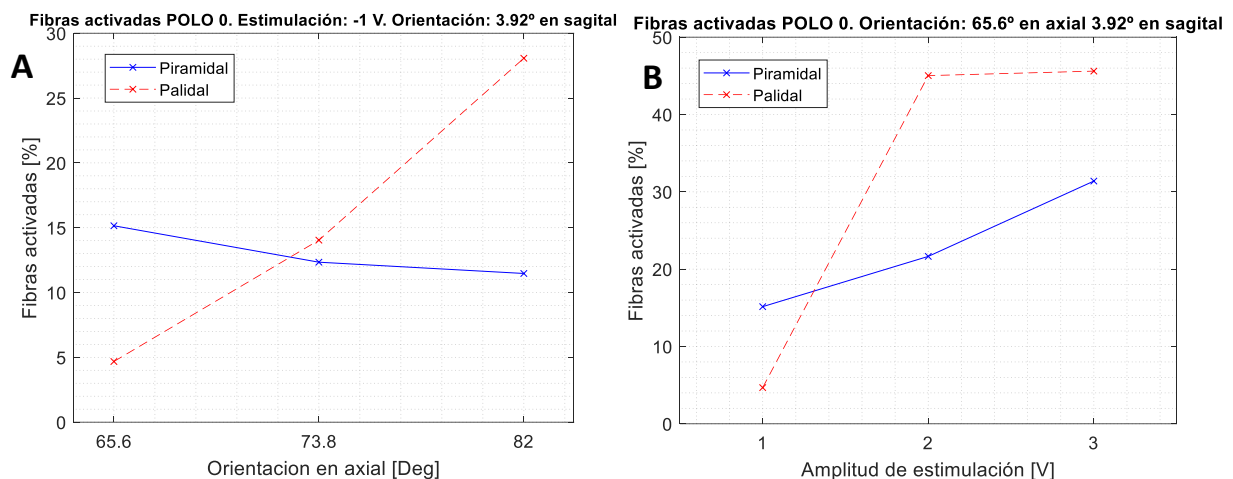 Fibras activadas POLO 0. Estimulación: -1 V. Orientación: 3.92º en sagital
A
Piramidal
Palidal
30
25
20
15
10
5
0
Fibras activadas [%]
65.6
73.8
82
Orientacion en axial [Deg]
Fibras activadas POLO 0. Orientación: 65.6º en axial 3.92º en sagital
B
Piramidal
Palidal
50
40
30
20
10
0
Fibras activadas [%]
1
2
3
Amplitud de estimulación [V]